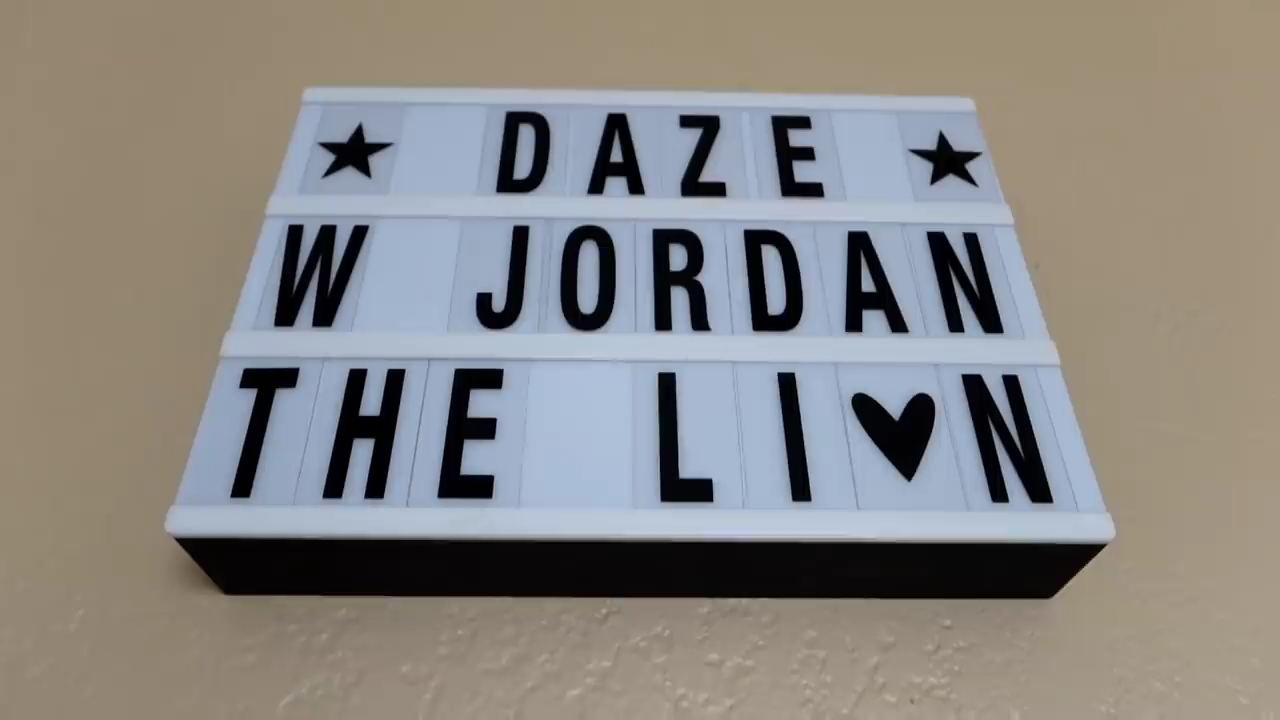 ★ DAZE ★
W JORDAN
THE LI♥N